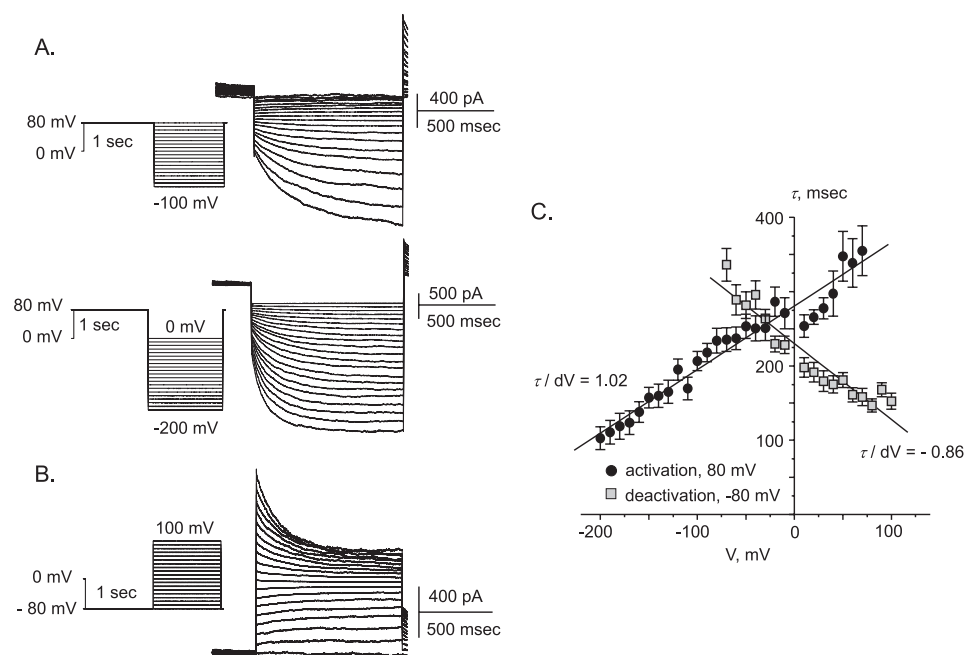 A.
400 pA
500 msec
80 mV
1 sec
0 mV
-100 mV
500 pA
500 msec
80 mV
1 sec
0 mV
0 mV
-200 mV
B.
100 mV
0 mV
1 sec
- 80 mV
400 pA
500 msec
C.
τ, msec
400
200
100
τ / dV = 1.02
τ / dV = - 0.86
activation, 80 mV
deactivation, -80 mV
-200 -100 0 100
V, mV